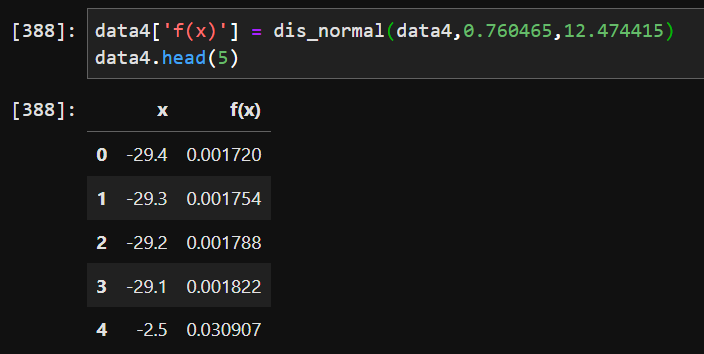 [388]: data4['f(x)'] = dis_normal(data4,0.760465,12.474415)
data4.head(5)
[388]: x f(x)
0 -29.4 0.001720
1 -29.3 0.001754
2 -29.2 0.001788
3 -29.1 0.001822
4 -2.5 0.030907